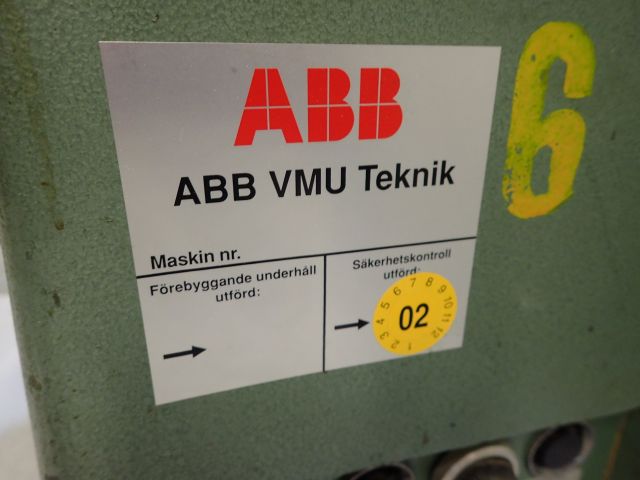 6
ABB
ABB VMU Teknik
Maskin nr.
Förebyggande underhåll
utförd:
Säkerhetskontroll
utförd:
1 2 3 4 5 6 7 8 9 10 11 12
02